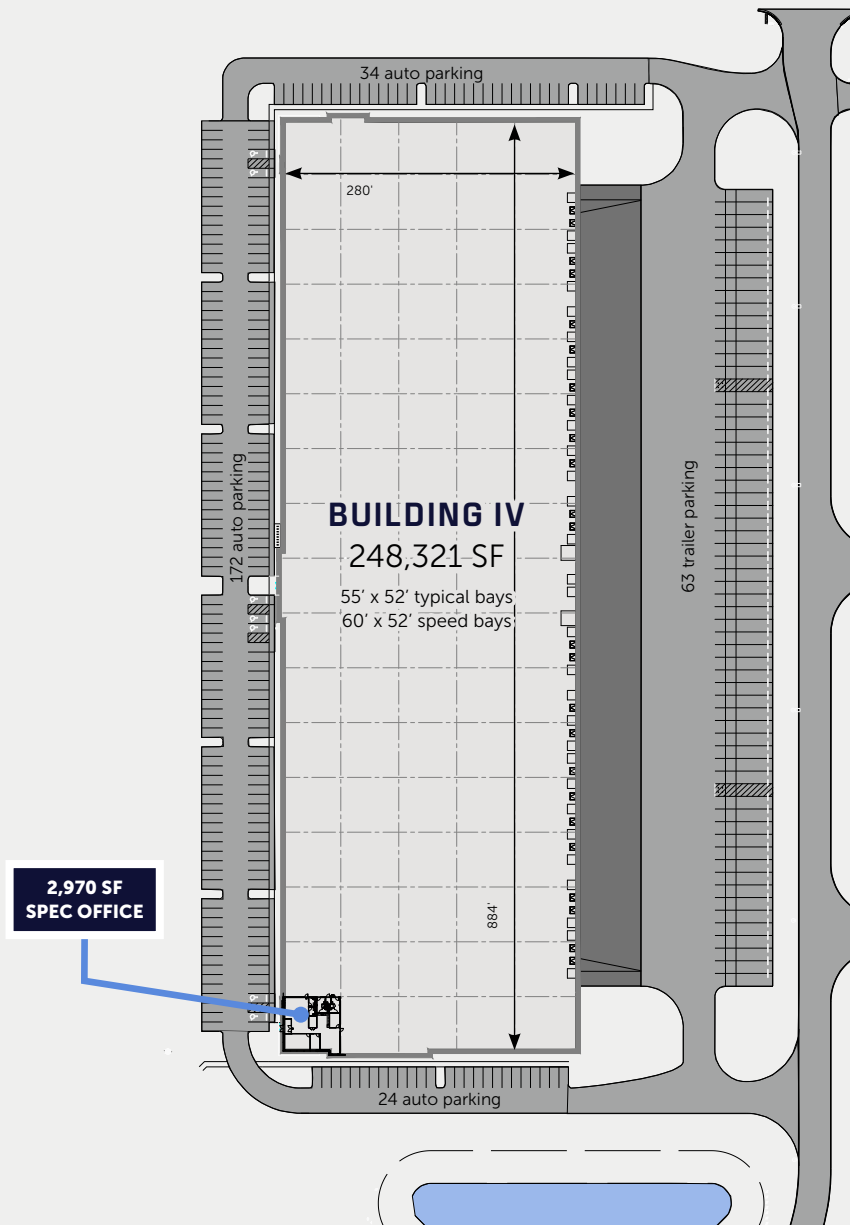 34 auto parking
280'
172 auto parking
BUILDING IV
248,321 SF
55' x 52' typical bays
60' x 52' speed bays
63 trailer parking
2,970 SF
SPEC OFFICE
884'
24 auto parking